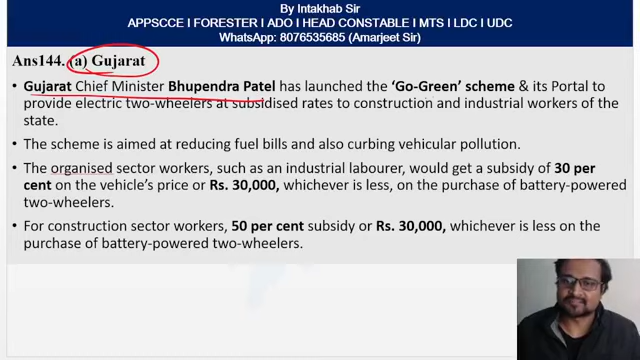 By Intakhab Sir
APPSCCE I FORESTER I ADO I HEAD CONSTABLE I MTS I LDC I UDC
WhatsApp: 8076535685 (Amarjeet Sir)
Ans144. (a) Gujarat
• Gujarat Chief Minister Bhupendra Patel has launched the ‘Go-Green’ scheme & its Portal to
provide electric two-wheelers at subsidised rates to construction and industrial workers of the
state.
• The scheme is aimed at reducing fuel bills and also curbing vehicular pollution.
• The organised sector workers, such as an industrial labourer, would get a subsidy of 30 per
cent on the vehicle’s price or Rs. 30,000, whichever is less, on the purchase of battery-powered
two-wheelers.
• For construction sector workers, 50 per cent subsidy or Rs. 30,000, whichever is less on the
purchase of battery-powered two-wheelers.